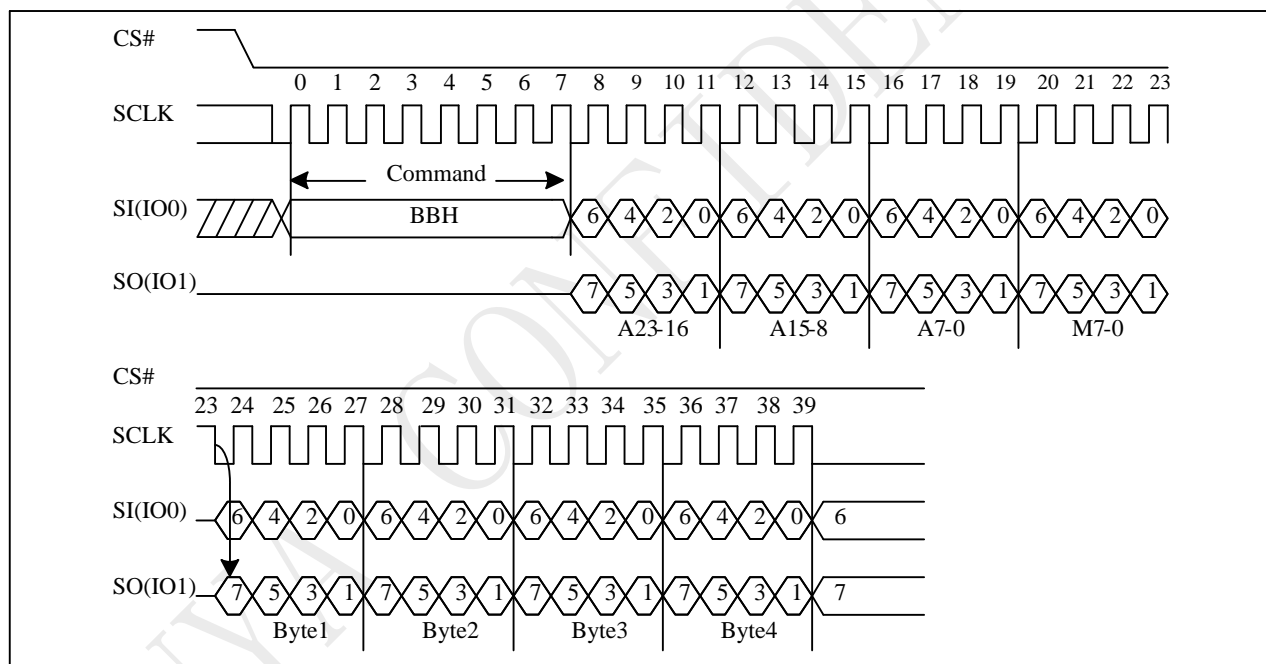 CS#
0 1 2 3 4 5 6 7 8 9 10 11 12 13 14 15 16 17 18 19 20 21 22 23
SCLK
Command
SI(IO0) BBH 6 4 2 0 6 4 2 0 6 4 2 0 6 4 2 0
SO(IO1) 7 5 3 1 7 5 3 1 7 5 3 1 7 5 3 1
A23-16 A15-8 A7-0 M7-0
CS#
23 24 25 26 27 28 29 30 31 32 33 34 35 36 37 38 39
SCLK
SI(IO0) 6 4 2 0 6 4 2 0 6 4 2 0 6 4 2 0 6
SO(IO1) 7 5 3 1 7 5 3 1 7 5 3 1 7 5 3 1 7
Byte1 Byte2 Byte3 Byte4